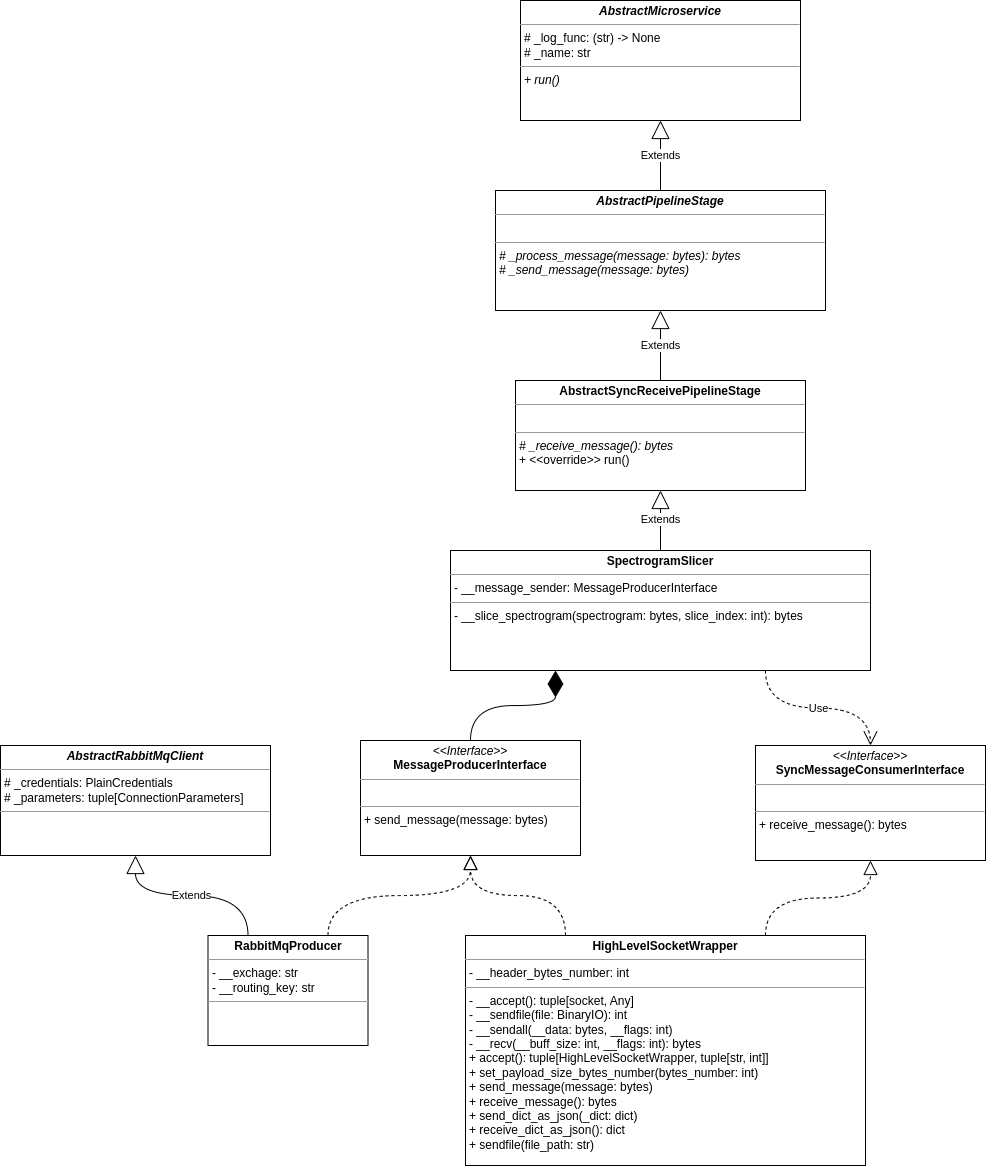 AbstractMicroservice
# _log_func: (str) -> None
# _name: str
+ run()
Extends
AbstractPipelineStage
# _process_message(message: bytes): bytes
# _send_message(message: bytes)
Extends
AbstractSyncReceivePipelineStage
# _receive_message(): bytes
+ <<override>> run()
Extends
SpectrogramSlicer
- __message_sender: MessageProducerInterface
- __slice_spectrogram(spectrogram: bytes, slice_index: int): bytes
Use
AbstractRabbitMqClient
# _credentials: PlainCredentials
# _parameters: tuple[ConnectionParameters]
<<Interface>>
MessageProducerInterface
+ send_message(message: bytes)
<<Interface>>
SyncMessageConsumerInterface
+ receive_message(): bytes
Extends
RabbitMqProducer
- __exchage: str
- __routing_key: str
HighLevelSocketWrapper
- __header_bytes_number: int
- __accept(): tuple[socket, Any]
- __sendfile(file: BinaryIO): int
- __sendall(__data: bytes, __flags: int)
- __recv(__buff_size: int, __flags: int): bytes
+ accept(): tuple[HighLevelSocketWrapper, tuple[str, int]]
+ set_payload_size_bytes_number(bytes_number: int)
+ send_message(message: bytes)
+ receive_message(): bytes
+ send_dict_as_json(_dict: dict)
+ receive_dict_as_json(): dict
+ sendfile(file_path: str)